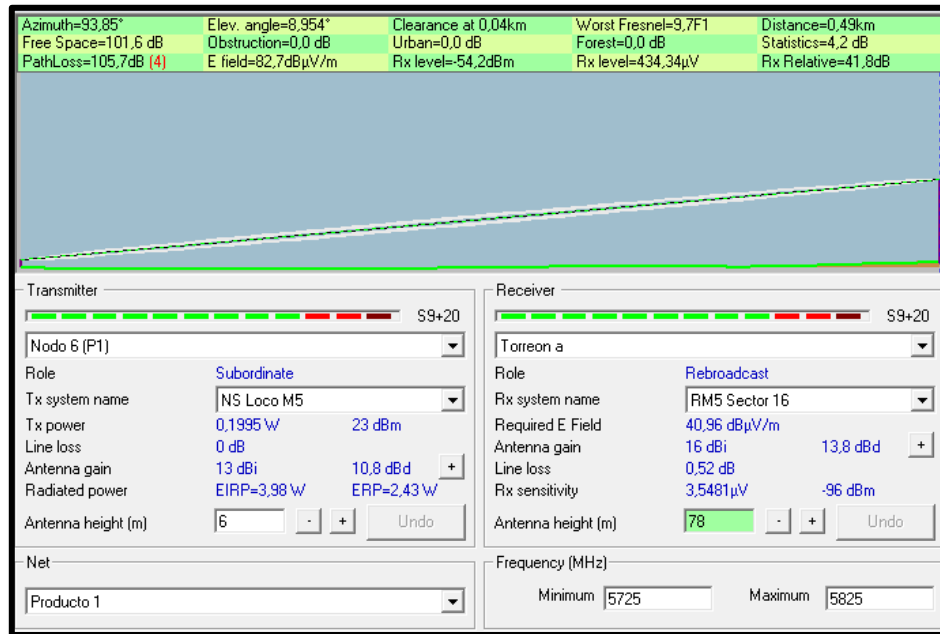 Azimuth=93,85° Elev. angle=8,954° Clearance at 0,04km Worst Fresnel=9,7F1 Distance=0,49km
Free Space=101,6 dB Obstruction=0,0 dB Urban=0,0 dB Forest=0,0 dB Statistics=4,2 dB
PathLoss=105,7dB (4) E field=82,7dBµV/m Rx level=-54,2dBm Rx level=434,34µV Rx Relative=41,8dB
Transmitter
S9+20
Nodo 6 (P1)
Role Subordinate
Tx system name NS Loco M5
Tx power 0,1995 W 23 dBm
Line loss 0 dB
Antenna gain 13 dBi 10,8 dBd +
Radiated power EIRP=3,98 W ERP=2,43 W
Antenna height (m) 6 - + Undo
Net
Producto 1
Receiver
S9+20
Torreon a
Role Rebroadcast
Rx system name RM5 Sector 16
Required E Field 40,96 dBµV/m
Antenna gain 16 dBi 13,8 dBd +
Line loss 0,52 dB
Rx sensitivity 3,5481µV -96 dBm
Antenna height (m) 78 - + Undo
Frequency (MHz)
Minimum 5725 Maximum 5825